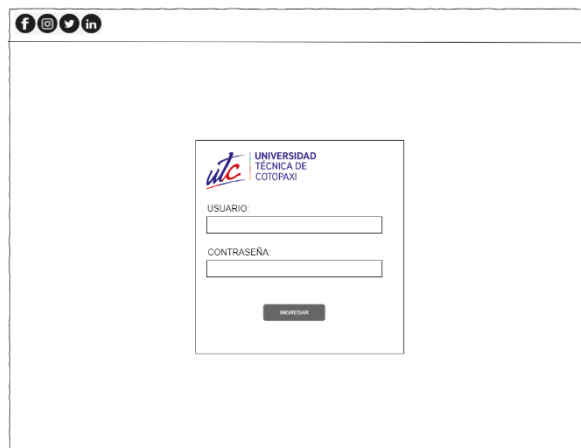 utc
UNIVERSIDAD
TÉCNICA DE
COTOPAXI
USUARIO:
CONTRASEÑA:
INGRESAR